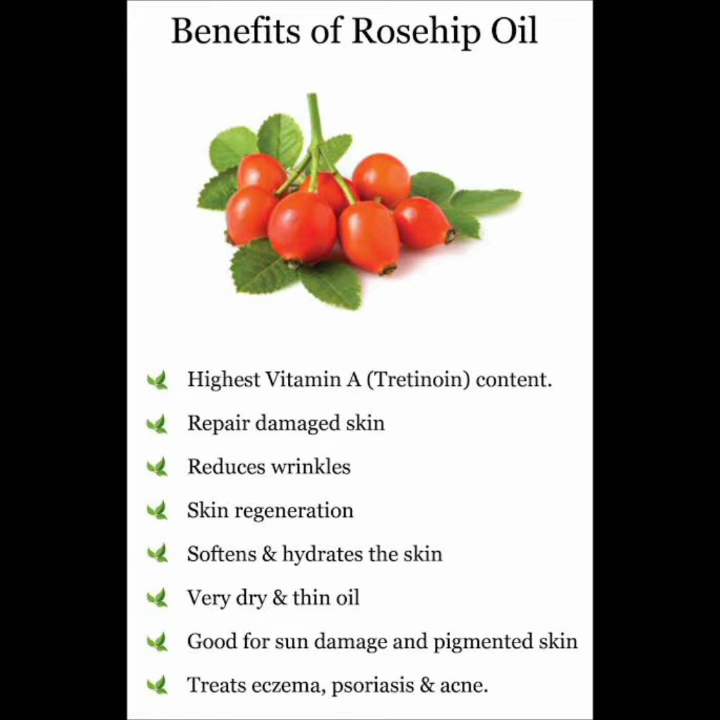 Benefits of Rosehip Oil
Highest Vitamin A (Tretinoin) content.
Repair damaged skin
Reduces wrinkles
Skin regeneration
Softens & hydrates the skin
Very dry & thin oil
Good for sun damage and pigmented skin
Treats eczema, psoriasis & acne.